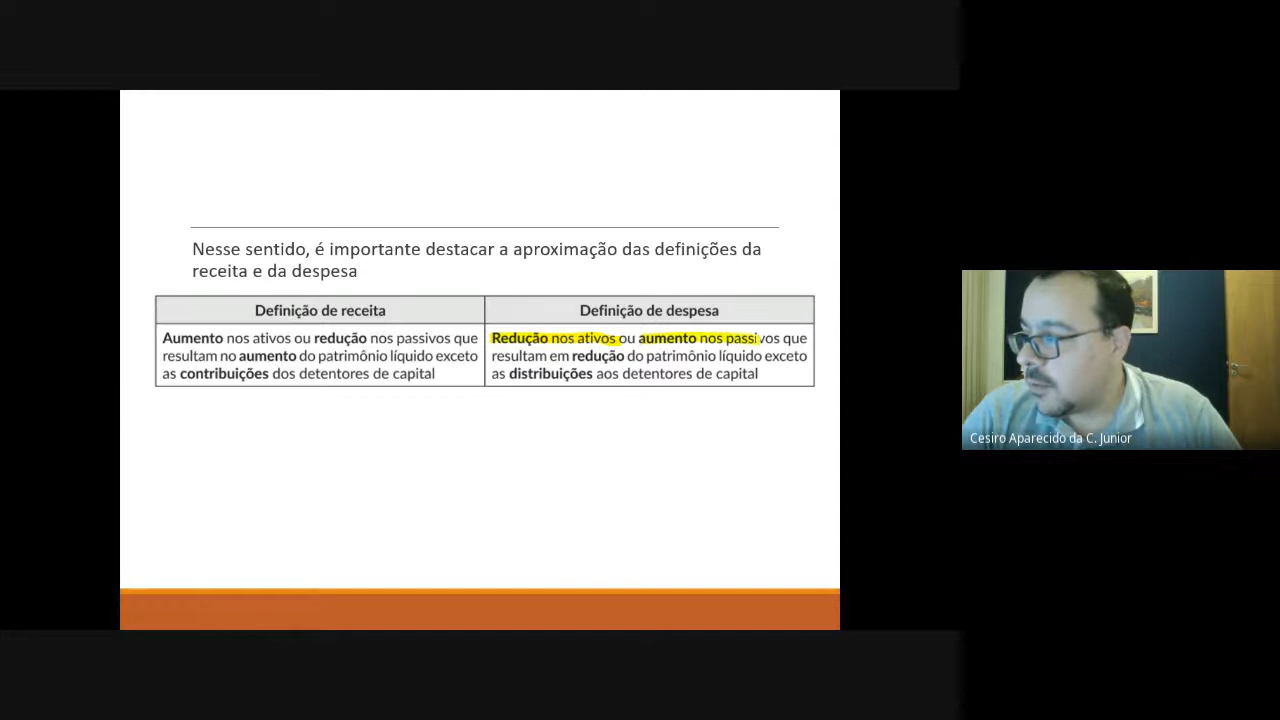 Nesse sentido, é importante destacar a aproximação das definições da
receita e da despesa
Definição de receita
Aumento nos ativos ou redução nos passivos que
resultam no aumento do patrimônio líquido exceto
as contribuições dos detentores de capital
Definição de despesa
Redução nos ativos ou aumento nos passivos que
resultam em redução do patrimônio líquido exceto
as distribuições aos detentores de capital
Cesiro Aparecido da C. Junior